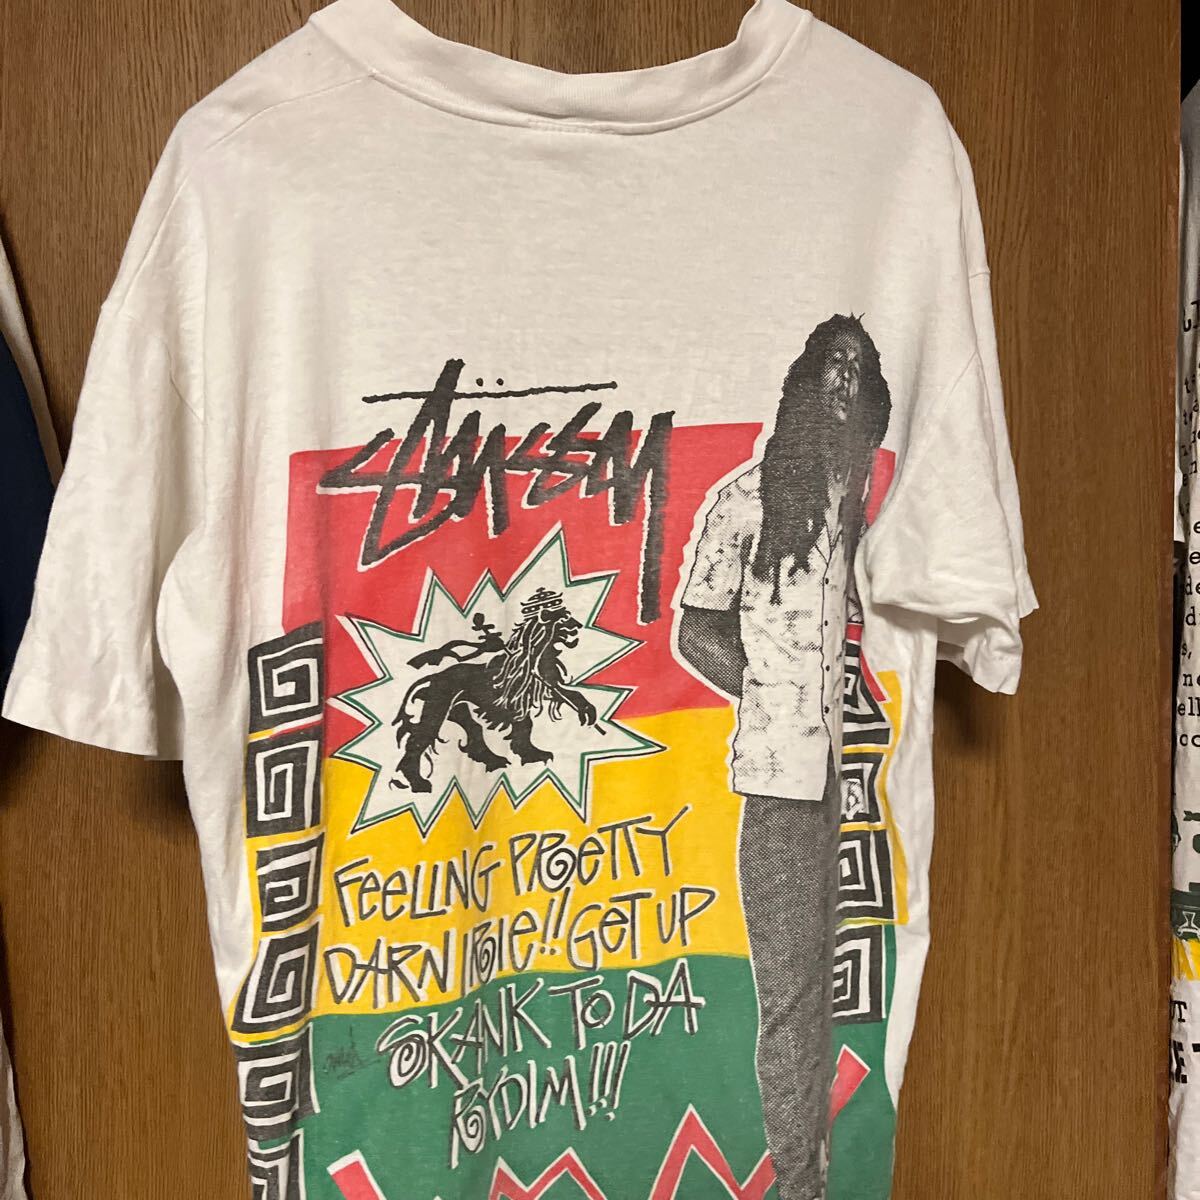 Stüssy
FEELING PRETTY
DARN IRIE!! GET UP
SKANK TO DA
RYDIM!!!